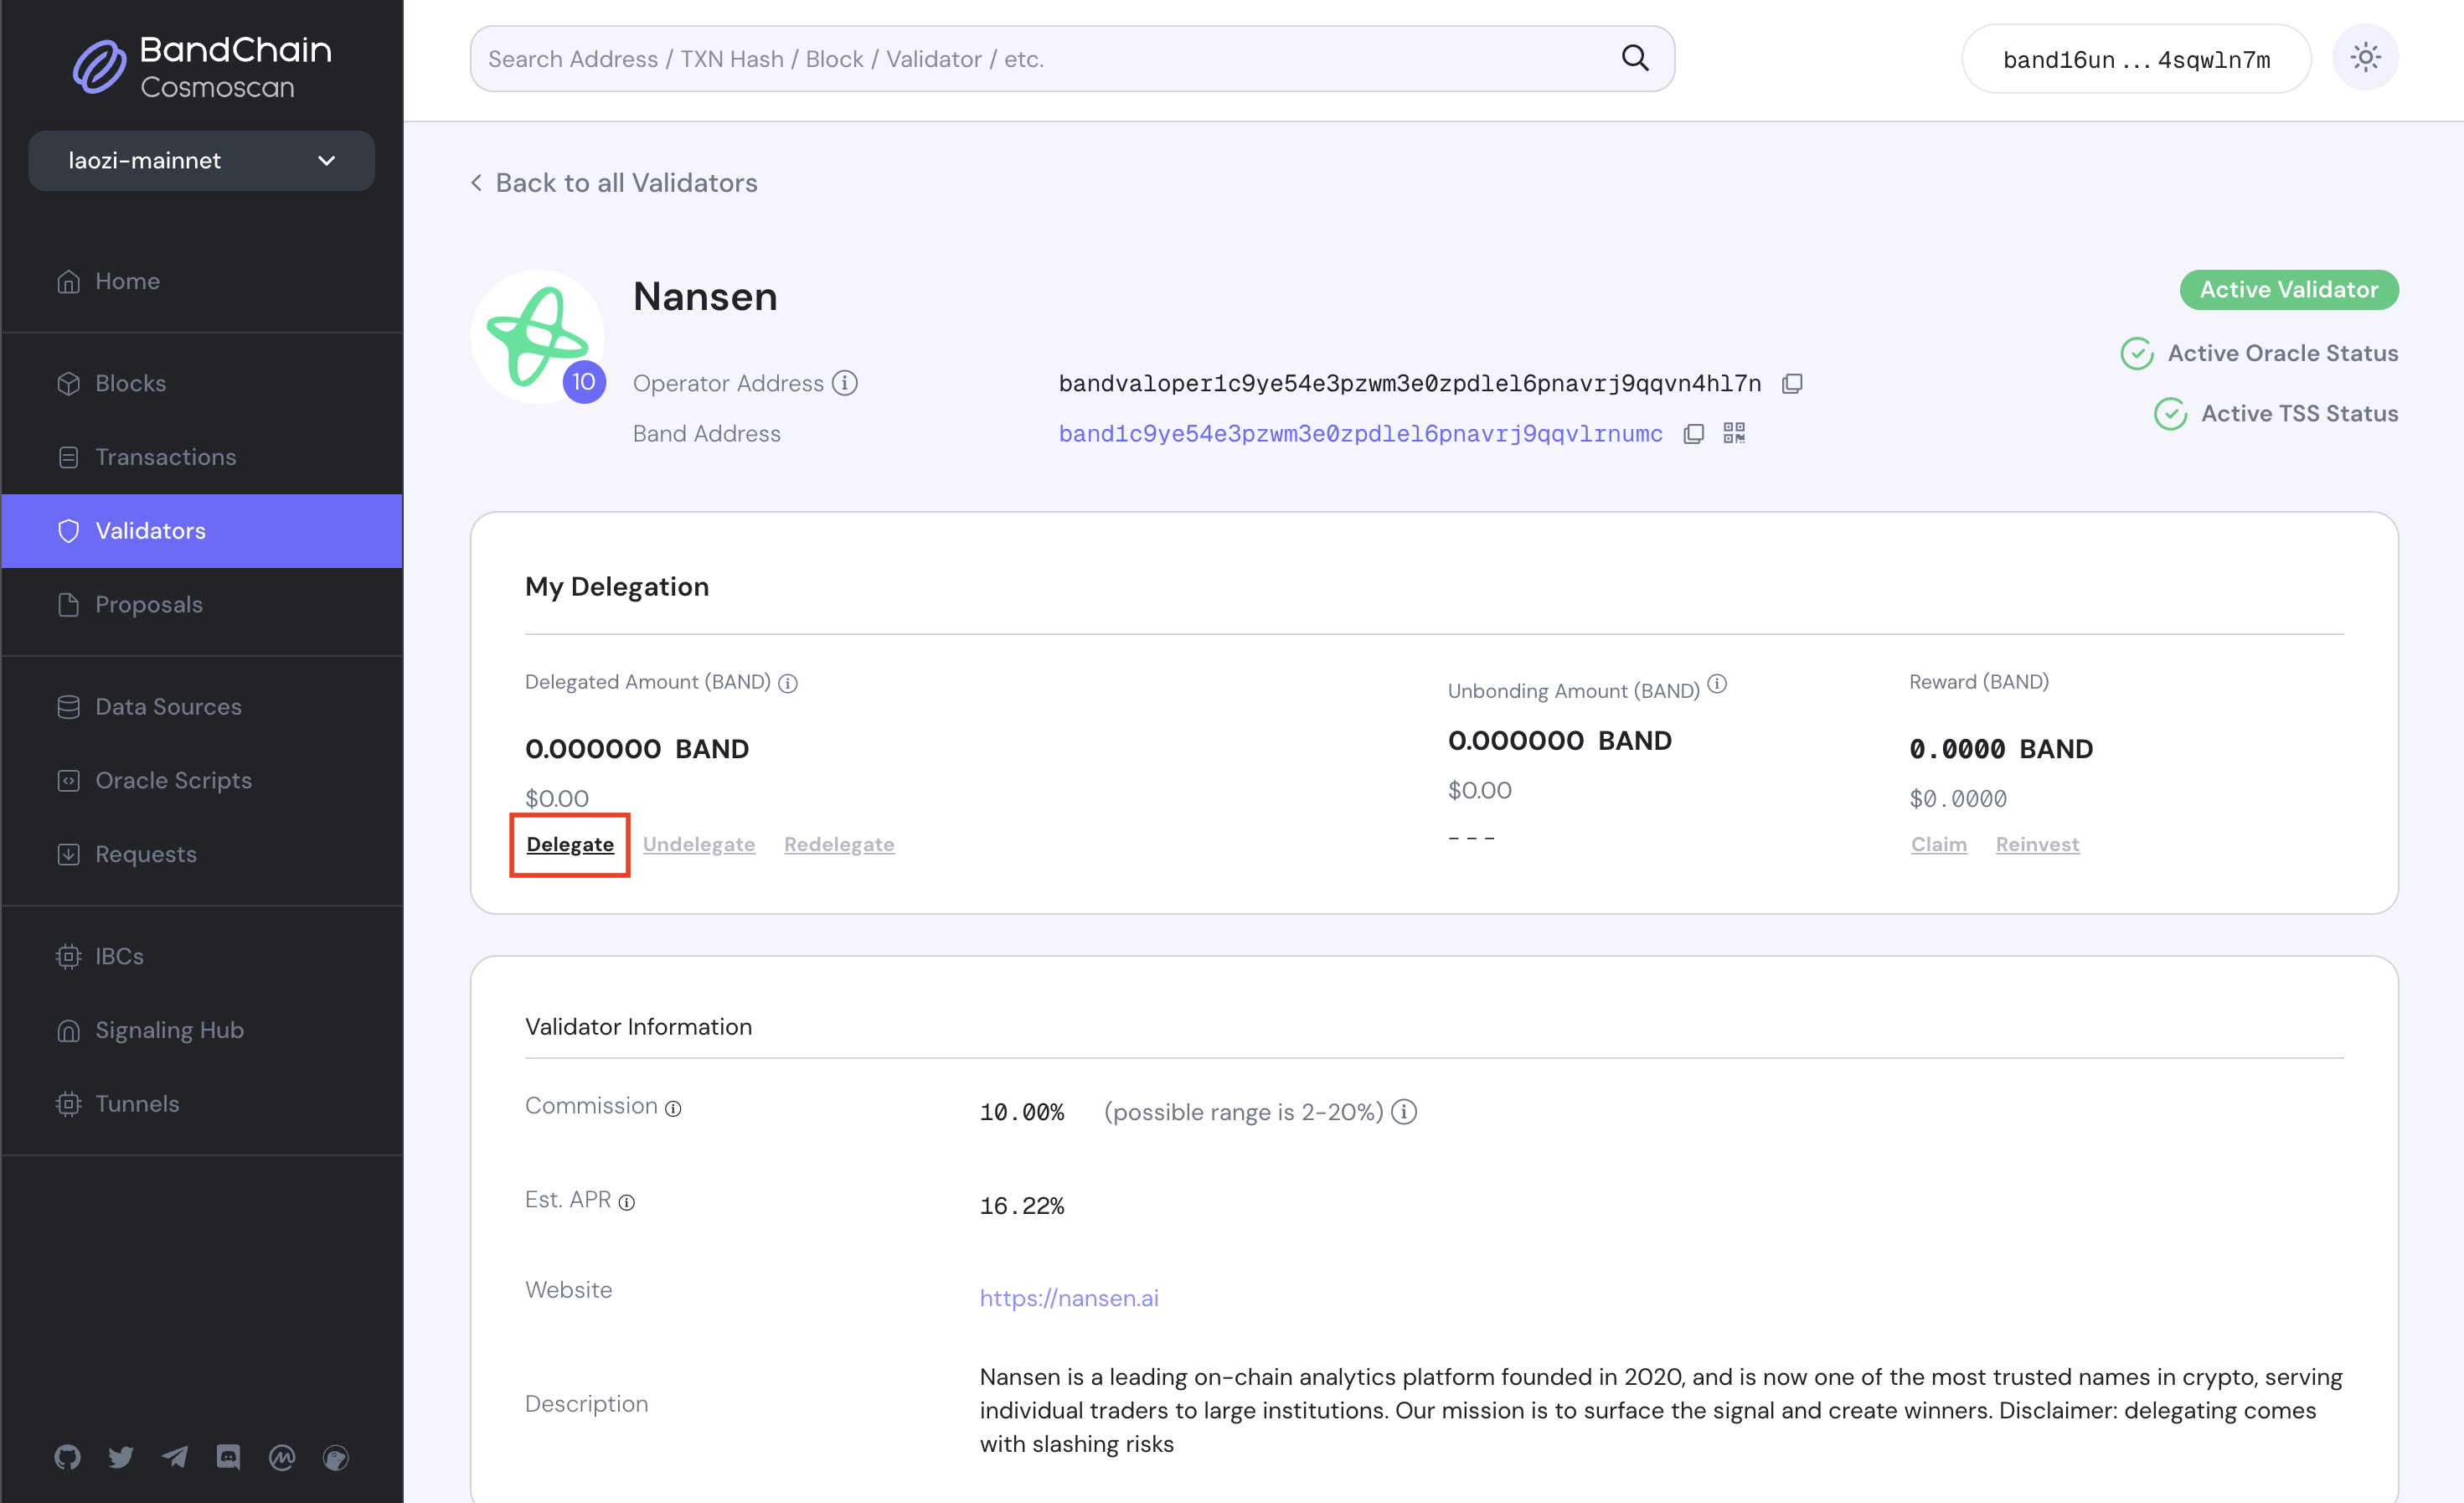 BandChain
Cosmoscan
laozi-mainnet
Home
Blocks
Transactions
Validators
Proposals
Data Sources
Oracle Scripts
Requests
IBCs
Signaling Hub
Tunnels
Search Address / TXN Hash / Block / Validator / etc.
band16un ... 4sqwln7m
Back to all Validators
Nansen
10
Operator Address
bandvaloper1c9ye54e3pzwm3e0zpdlel6pnavrj9qqvn4hl7n
Band Address
band1c9ye54e3pzwm3e0zpdlel6pnavrj9qqvlrnumc
Active Validator
Active Oracle Status
Active TSS Status
My Delegation
Delegated Amount (BAND)
0.000000 BAND
$0.00
Delegate Undelegate Redelegate
Unbonding Amount (BAND)
0.000000 BAND
$0.00
---
Reward (BAND)
0.0000 BAND
$0.0000
Claim Reinvest
Validator Information
Commission
10.00% (possible range is 2-20%)
Est. APR
16.22%
Website
https://nansen.ai
Description
Nansen is a leading on-chain analytics platform founded in 2020, and is now one of the most trusted names in crypto, serving
individual traders to large institutions. Our mission is to surface the signal and create winners. Disclaimer: delegating comes
with slashing risks